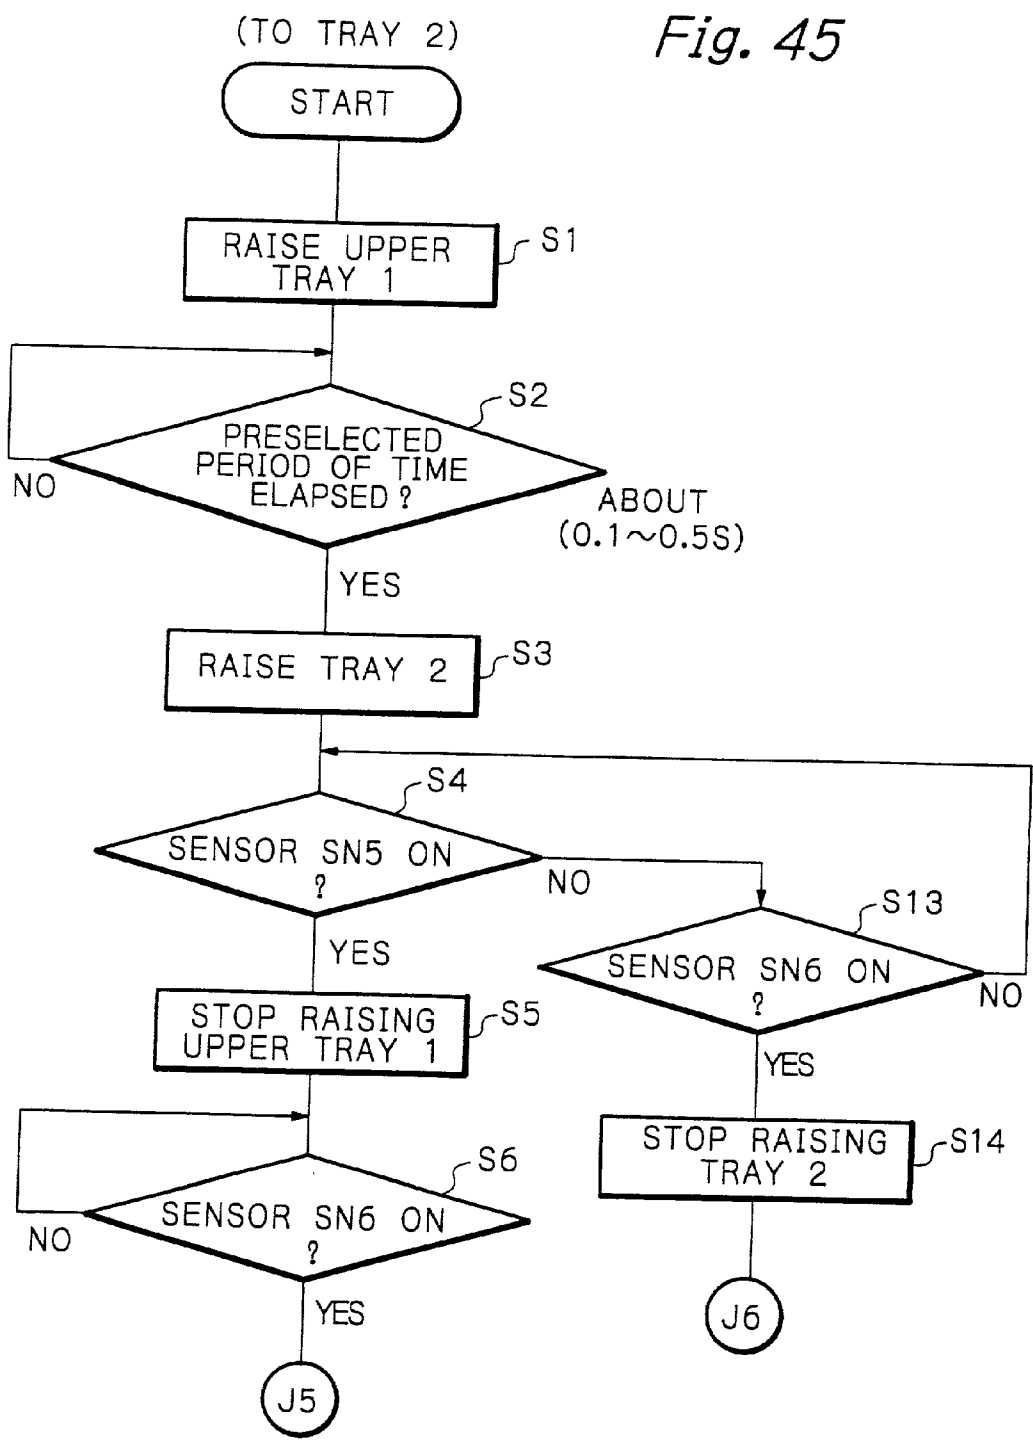 (TO TRAY 2)
Fig. 45
START
RAISE UPPER
TRAY 1
S1
S2
PRESELECTED
PERIOD OF TIME
ELAPSED?
NO
ABOUT
(0.1~0.5S)
YES
RAISE TRAY 2
S3
S4
SENSOR SN5 ON
?
NO
YES
S13
SENSOR SN6 ON
?
NO
YES
STOP RAISING
UPPER TRAY 1
S5
STOP RAISING
TRAY 2
S14
S6
SENSOR SN6 ON
?
NO
YES
J6
J5